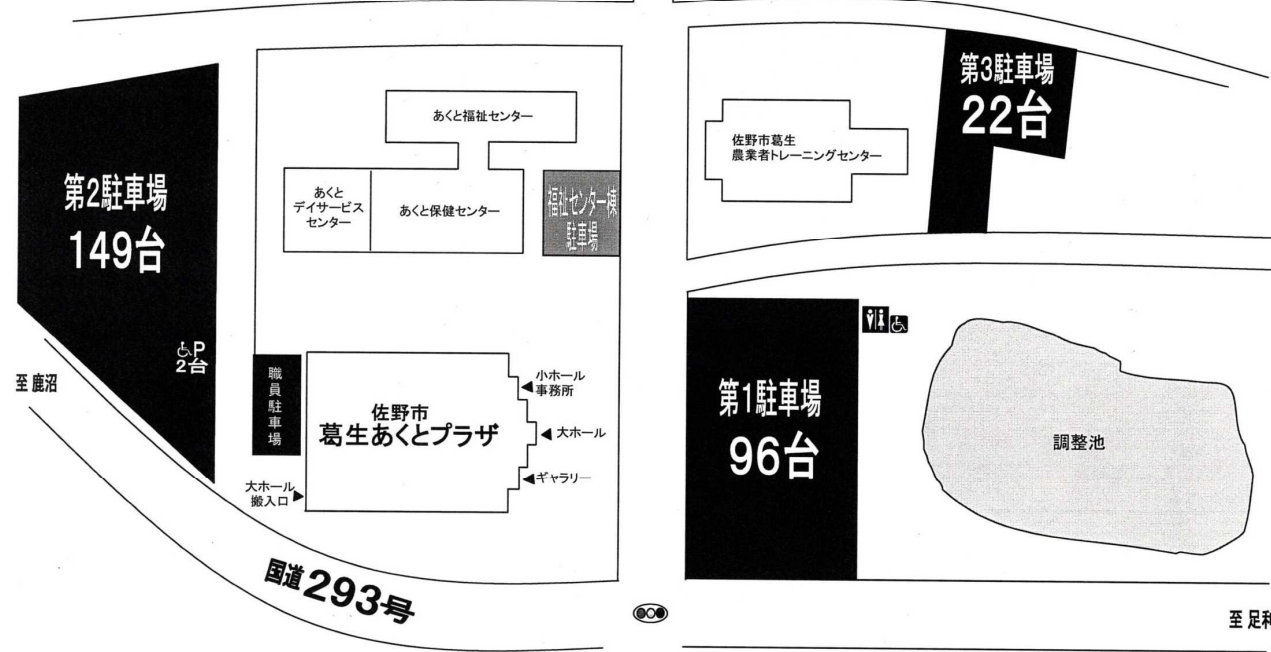 第2駐車場
149台
P
2台
至 鹿沼
あくと福祉センター
あくと
デイサービス
センター
あくと保健センター
福祉センター棟
駐車場
職員駐車場
佐野市
葛生あくとプラザ
小ホール
事務所
大ホール
ギャラリー
大ホール
搬入口
国道293号
佐野市葛生
農業者トレーニングセンター
第3駐車場
22台
第1駐車場
96台
調整池
至 足利